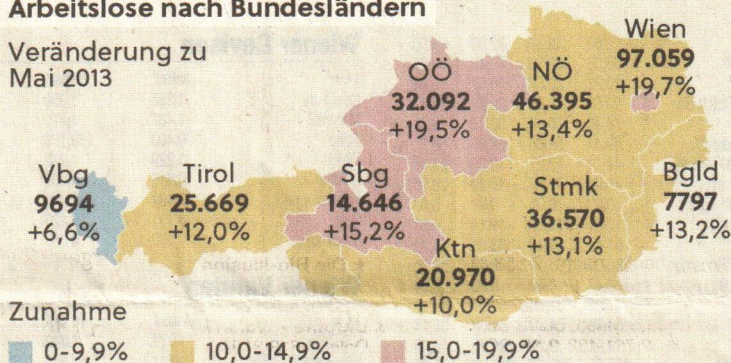 Arbeitslose nach Bundesländern
Veränderung zu
Mai 2013
Wien
97.059
+19,7%
OÖ
32.092
+19,5%
NÖ
46.395
+13,4%
Vbg
9694
+6,6%
Tirol
25.669
+12,0%
Sbg
14.646
+15,2%
Stmk
36.570
+13,1%
Bgld
7797
+13,2%
Ktn
20.970
+10,0%
Zunahme
0-9,9%
10,0-14,9%
15,0-19,9%